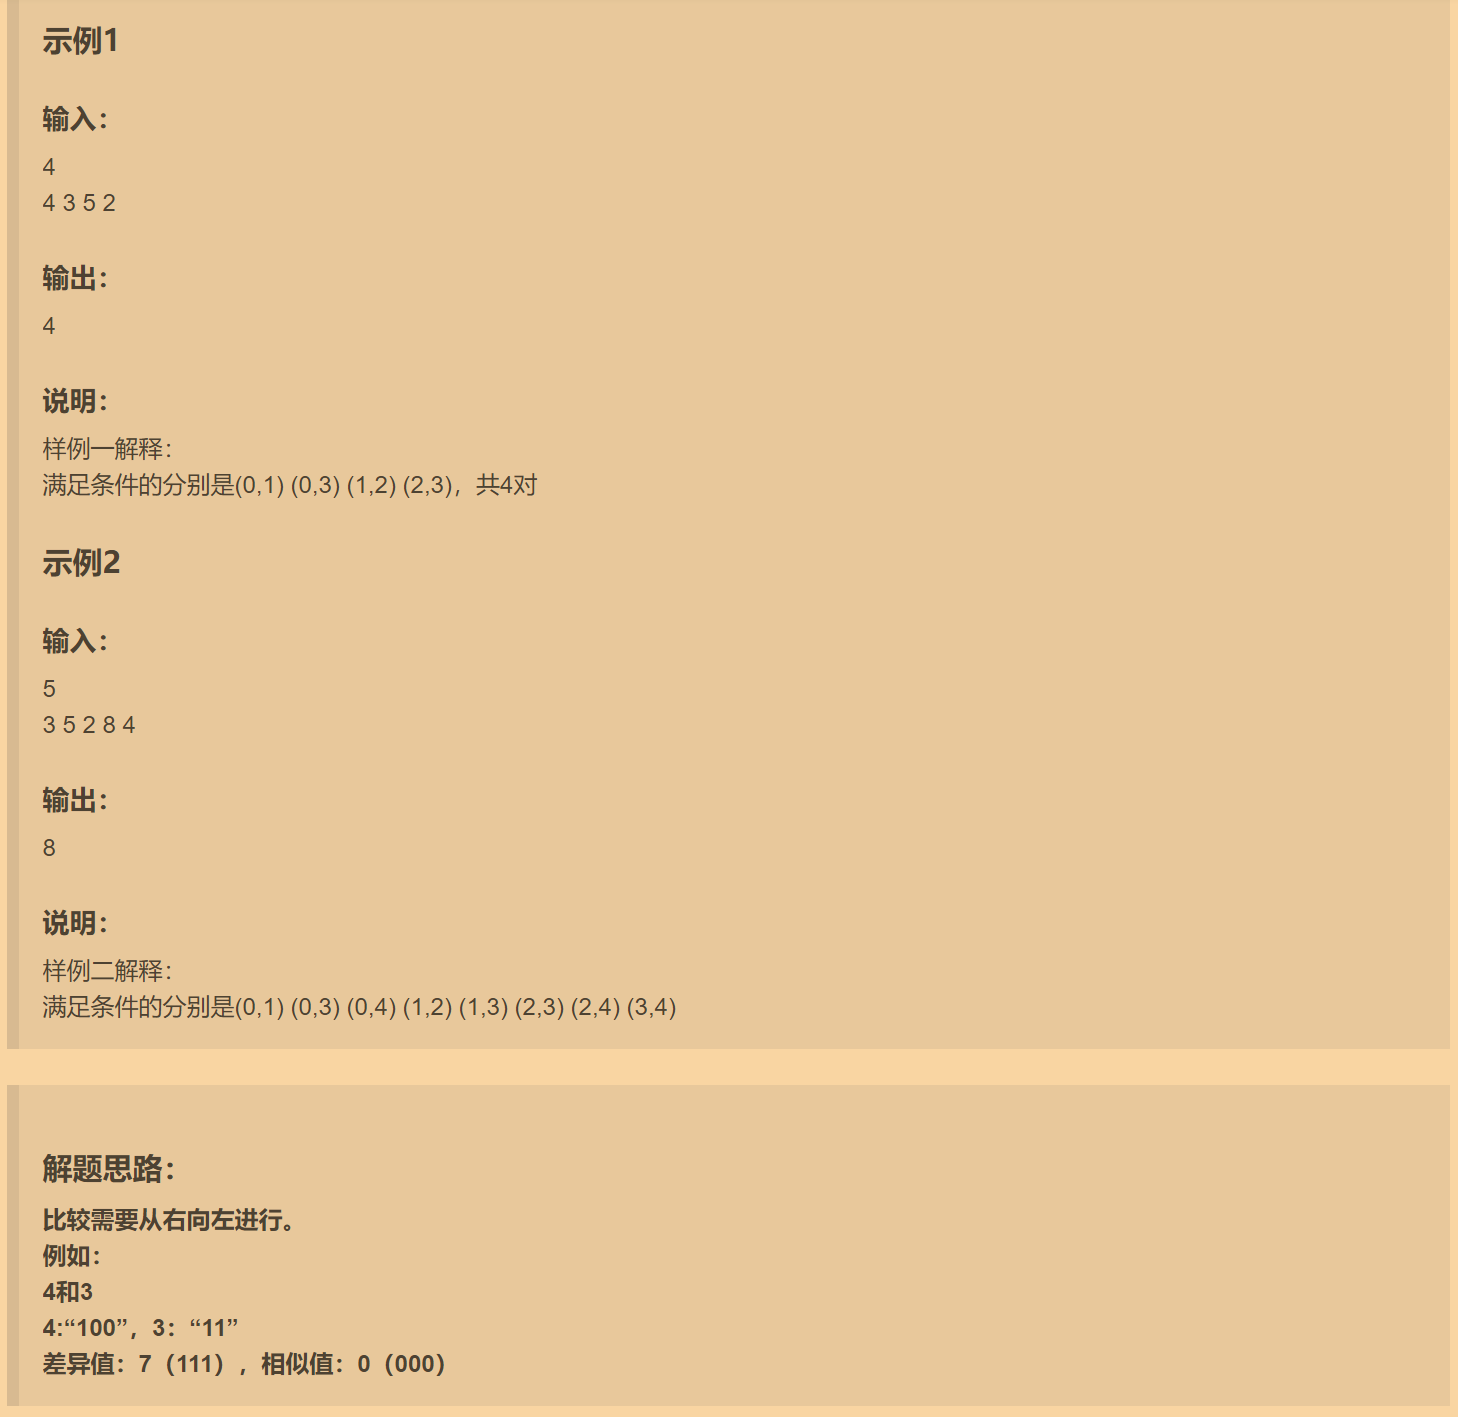 示例1
输入：
4
4 3 5 2
输出：
4
说明：
样例一解释：
满足条件的分别是(0,1) (0,3) (1,2) (2,3)，共4对
示例2
输入：
5
3 5 2 8 4
输出：
8
说明：
样例二解释：
满足条件的分别是(0,1) (0,3) (0,4) (1,2) (1,3) (2,3) (2,4) (3,4)
解题思路：
比较需要从右向左进行。
例如：
4和3
4:“100”，3：“11”
差异值：7（111），相似值：0（000）